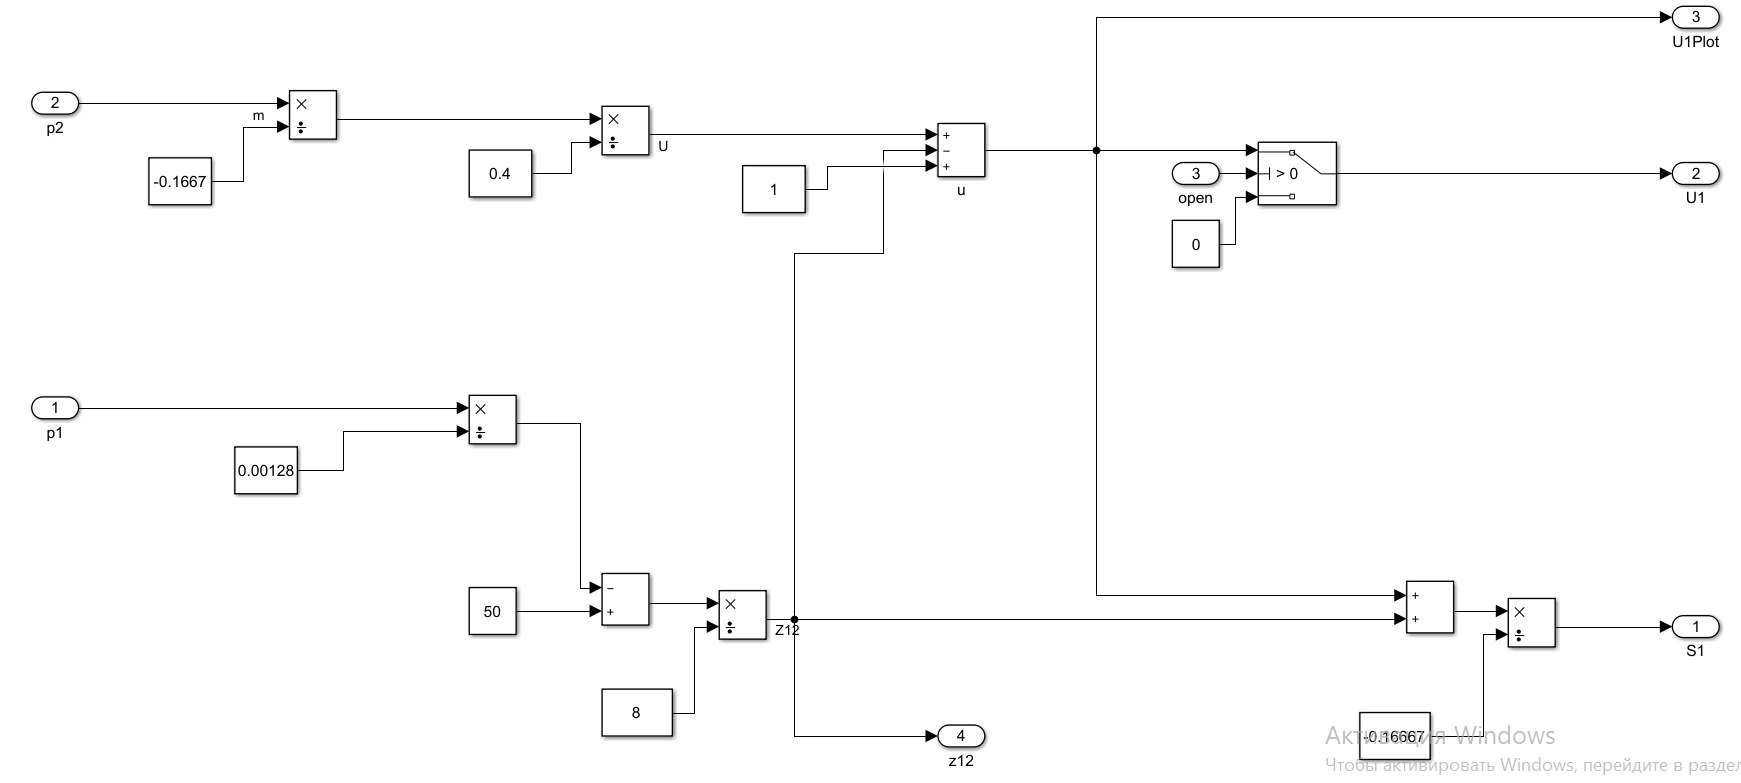 3
U1Plot
2
p2
m
×
÷
-0.1667
×
÷
U
0.4
+
−
+
u
1
3
open
> 0
0
2
U1
1
p1
×
÷
0.00128
50
−
+
×
÷
Z12
8
4
z12
+
+
×
÷
1
S1
-0.16667
Активация Windows
Чтобы активировать Windows, перейдите в раздел